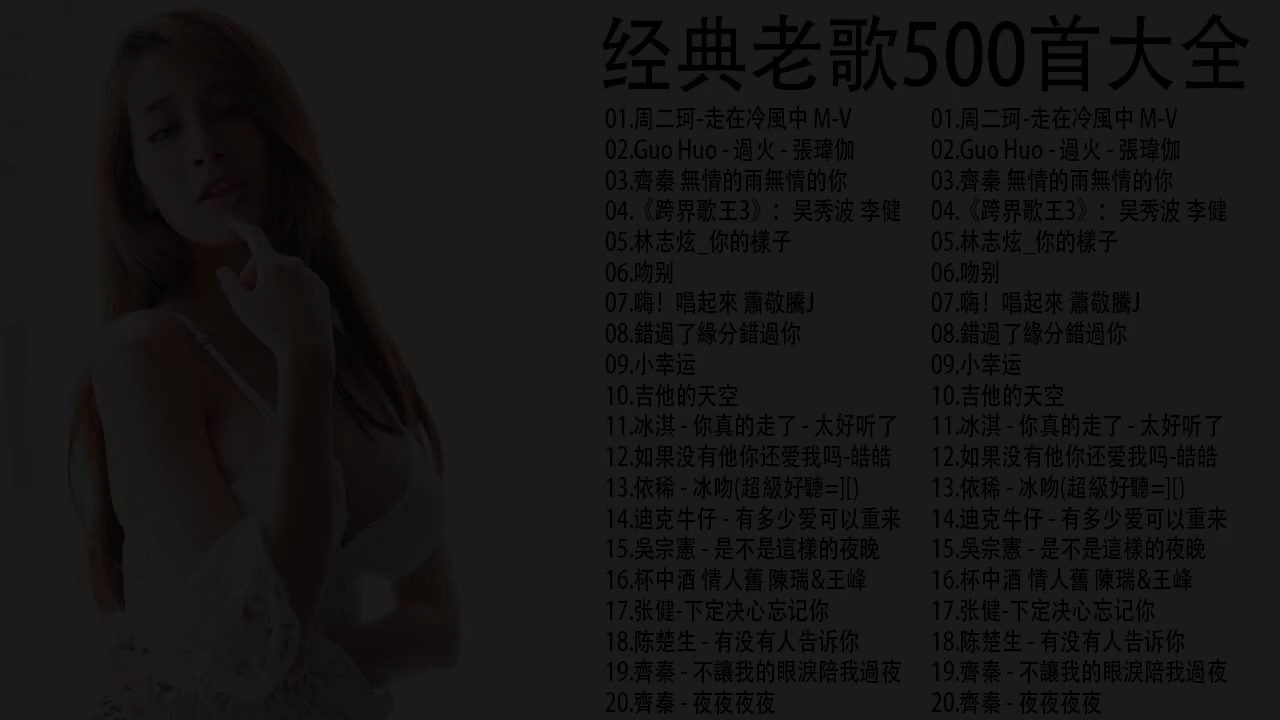 经典老歌500首大全
01.周二珂-走在冷風中 M-V
02.Guo Huo - 過火 - 張瑋伽
03.齊秦 無情的雨無情的你
04.《跨界歌王3》：吴秀波 李健
05.林志炫_你的樣子
06.吻别
07.嗨！唱起來 蕭敬騰J
08.錯過了緣分錯過你
09.小幸运
10.吉他的天空
11.冰淇 - 你真的走了 - 太好听了
12.如果没有他你还爱我吗-皓皓
13.依稀 - 冰吻(超級好聽=][)
14.迪克牛仔 - 有多少爱可以重来
15.吳宗憲 - 是不是這樣的夜晚
16.杯中酒 情人舊 陳瑞&王峰
17.张健-下定决心忘记你
18.陈楚生 - 有没有人告诉你
19.齊秦 - 不讓我的眼淚陪我過夜
20.齊秦 - 夜夜夜夜
01.周二珂-走在冷風中 M-V
02.Guo Huo - 過火 - 張瑋伽
03.齊秦 無情的雨無情的你
04.《跨界歌王3》：吴秀波 李健
05.林志炫_你的樣子
06.吻别
07.嗨！唱起來 蕭敬騰J
08.錯過了緣分錯過你
09.小幸运
10.吉他的天空
11.冰淇 - 你真的走了 - 太好听了
12.如果没有他你还爱我吗-皓皓
13.依稀 - 冰吻(超級好聽=][)
14.迪克牛仔 - 有多少爱可以重来
15.吳宗憲 - 是不是這樣的夜晚
16.杯中酒 情人舊 陳瑞&王峰
17.张健-下定决心忘记你
18.陈楚生 - 有没有人告诉你
19.齊秦 - 不讓我的眼淚陪我過夜
20.齊秦 - 夜夜夜夜